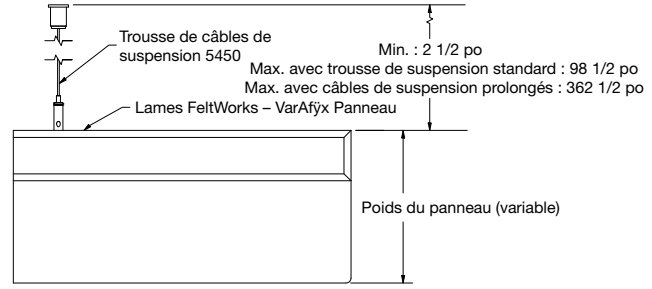 Trousse de câbles de
suspension 5450
Min. : 2 1/2 po
Max. avec trousse de suspension standard : 98 1/2 po
Max. avec câbles de suspension prolongés : 362 1/2 po
Lames FeltWorks – VarAfÿx Panneau
Poids du panneau (variable)